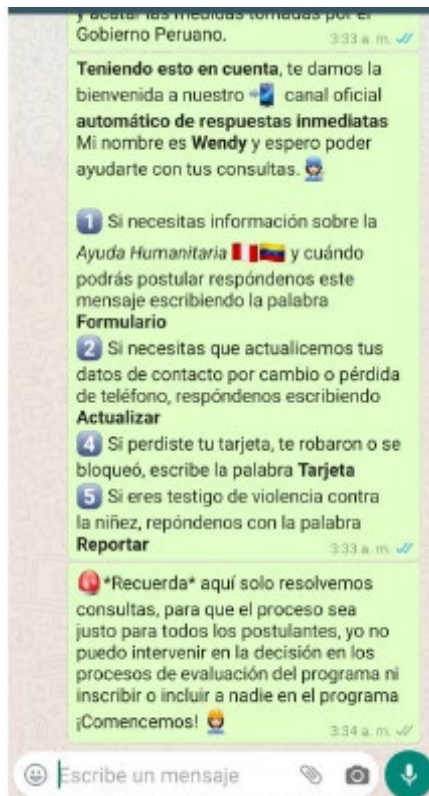 y acatar las medidas tomadas por el
Gobierno Peruano.
3:33 a. m.
Teniendo esto en cuenta, te damos la
bienvenida a nuestro canal oficial
automático de respuestas inmediatas
Mi nombre es Wendy y espero poder
ayudarte con tus consultas.
1 Si necesitas información sobre la
Ayuda Humanitaria y cuándo
podrás postular respóndenos este
mensaje escribiendo la palabra
Formulario
2 Si necesitas que actualicemos tus
datos de contacto por cambio o pérdida
de teléfono, respóndenos escribiendo
Actualizar
4 Si perdiste tu tarjeta, te robaron o se
bloqueó, escribe la palabra Tarjeta
5 Si eres testigo de violencia contra
la niñez, repóndenos con la palabra
Reportar
3:33 a. m.
*Recuerda* aquí solo resolvemos
consultas, para que el proceso sea
justo para todos los postulantes, yo no
puedo intervenir en la decisión en los
procesos de evaluación del programa ni
inscribir o incluir a nadie en el programa
¡Comencemos!
3:34 a. m.
Escribe un mensaje